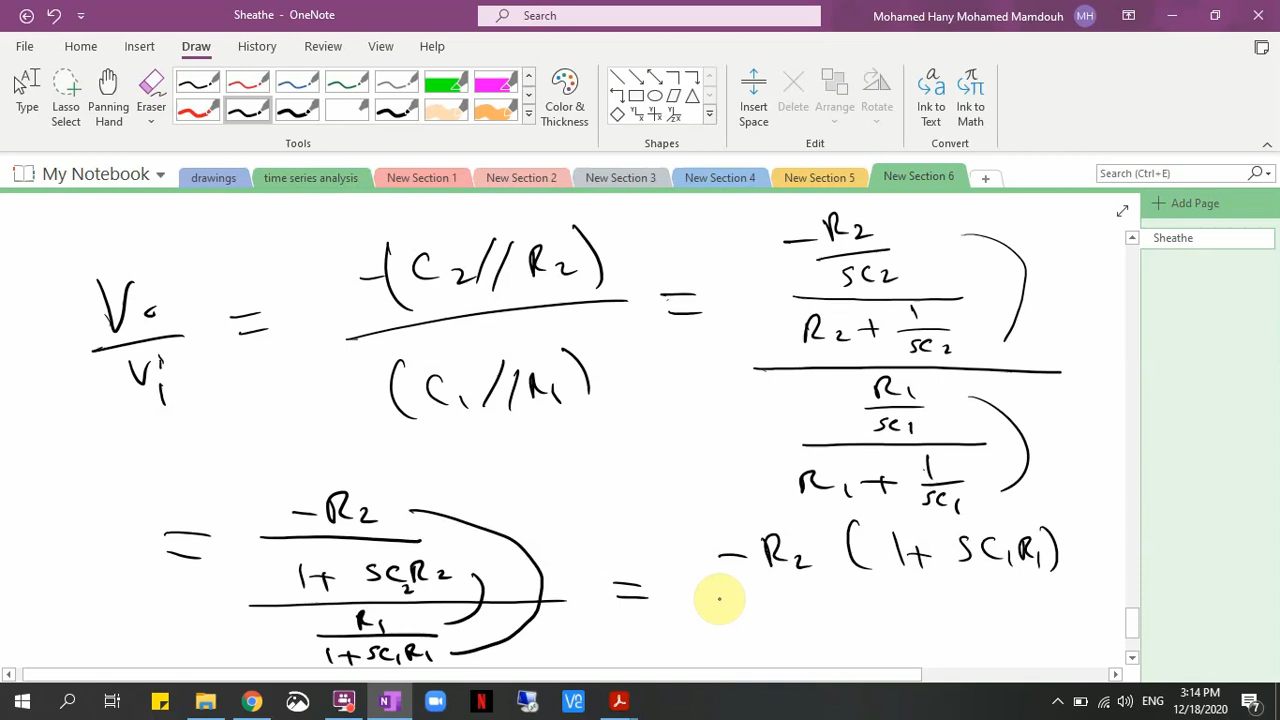 Sheathe - OneNote
Search
Mohamed Hany Mohamed Mamdouh MH
File Home Insert Draw History Review View Help
Type Lasso Select Panning Hand Eraser Color & Thickness Insert Space Delete Arrange Rotate Ink to Text Ink to Math
Tools Shapes Edit Convert
My Notebook drawings time series analysis New Section 1 New Section 2 New Section 3 New Section 4 New Section 5 New Section 6 Search (Ctrl+E)
Add Page
Sheathe
Vo / Vi = -(C2//R2) / (C1//R1) = ((-R2/sc2) / (R2 + 1/sc2)) / ((R1/sc1) / (R1 + 1/sc1))
= (-R2 / (1 + SC2R2)) / (R1 / (1 + SC1R1)) = -R2 (1 + SC1R1)
ENG
3:14 PM
12/18/2020
7